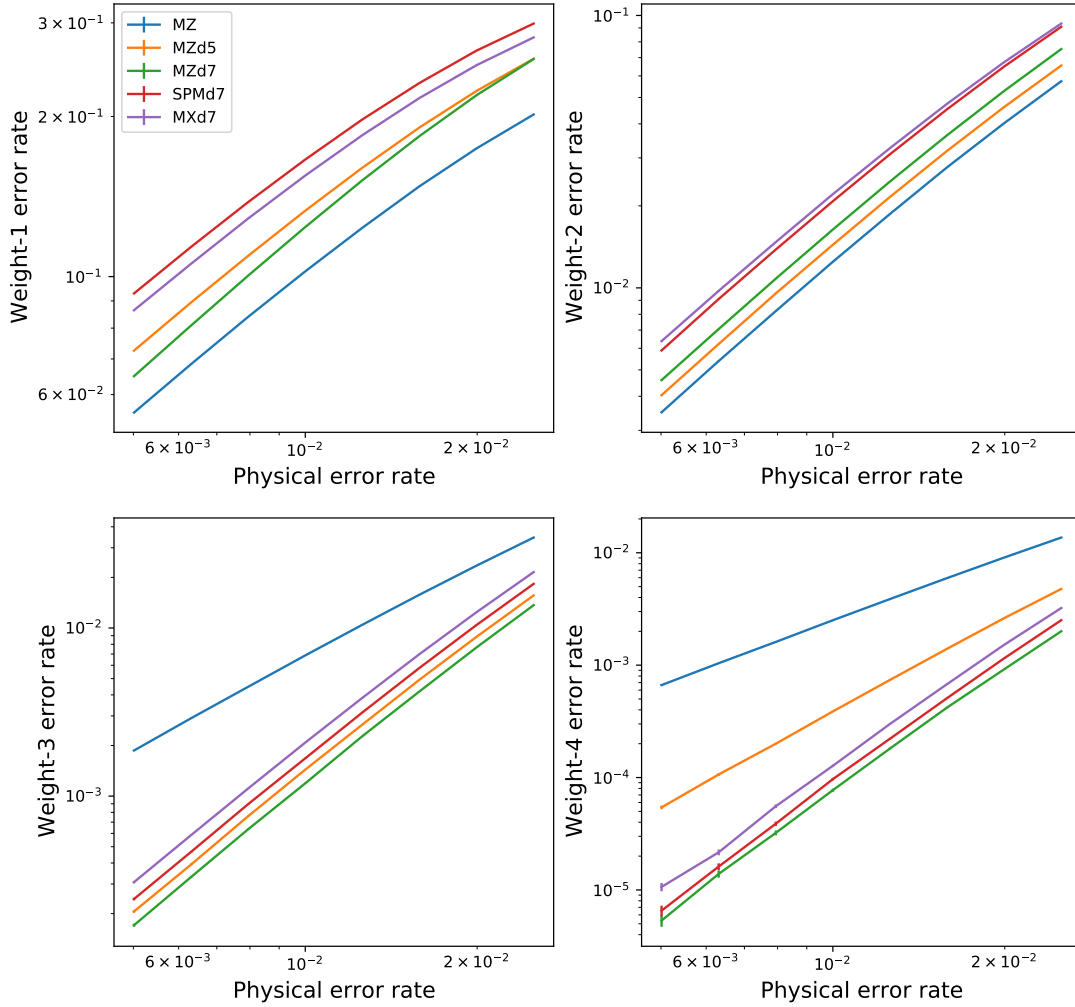 3 × 10⁻¹
2 × 10⁻¹
10⁻¹
6 × 10⁻²
Weight-1 error rate
MZ
MZd5
MZd7
SPMd7
MXd7
6 × 10⁻³
10⁻²
2 × 10⁻²
Physical error rate
10⁻¹
10⁻²
Weight-2 error rate
6 × 10⁻³
10⁻²
2 × 10⁻²
Physical error rate
10⁻²
10⁻³
Weight-3 error rate
6 × 10⁻³
10⁻²
2 × 10⁻²
Physical error rate
10⁻²
10⁻³
10⁻⁴
10⁻⁵
Weight-4 error rate
6 × 10⁻³
10⁻²
2 × 10⁻²
Physical error rate